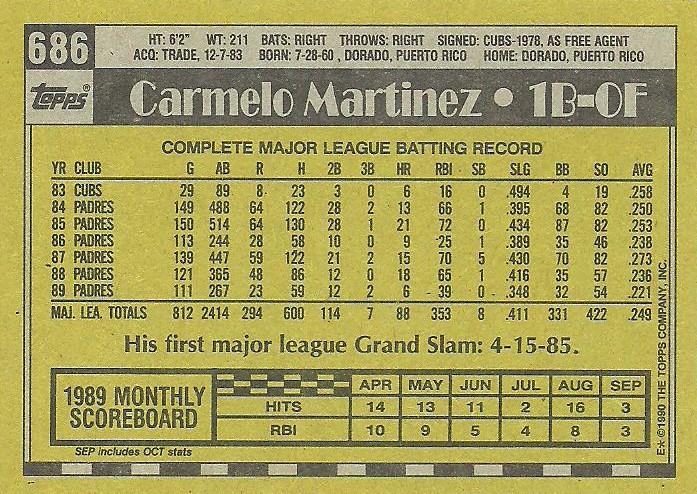 686
HT: 6'2" WT: 211 BATS: RIGHT THROWS: RIGHT SIGNED: CUBS-1978, AS FREE AGENT
ACQ: TRADE, 12-7-83 BORN: 7-28-60 , DORADO, PUERTO RICO HOME: DORADO, PUERTO RICO
Topps® Carmelo Martinez • 1B-OF
COMPLETE MAJOR LEAGUE BATTING RECORD
YR CLUB G AB R H 2B 3B HR RBI SB SLG BB SO AVG
83 CUBS 29 89 8 23 3 0 6 16 0 .494 4 19 .258
84 PADRES 149 488 64 122 28 2 13 66 1 .395 68 82 .250
85 PADRES 150 514 64 130 28 1 21 72 0 .434 87 82 .253
86 PADRES 113 244 28 58 10 0 9 25 1 .389 35 46 .238
87 PADRES 139 447 59 122 21 2 15 70 5 .430 70 82 .273
88 PADRES 121 365 48 86 12 0 18 65 1 .416 35 57 .236
89 PADRES 111 267 23 59 12 2 6 39 0 .348 32 54 .221
MAJ. LEA. TOTALS 812 2414 294 600 114 7 88 353 8 .411 331 422 .249
His first major league Grand Slam: 4-15-85.
1989 MONTHLY SCOREBOARD
APR MAY JUN JUL AUG SEP
HITS 14 13 11 2 16 3
RBI 10 9 5 4 8 3
SEP includes OCT stats
E* ©1990 THE TOPPS COMPANY, INC.